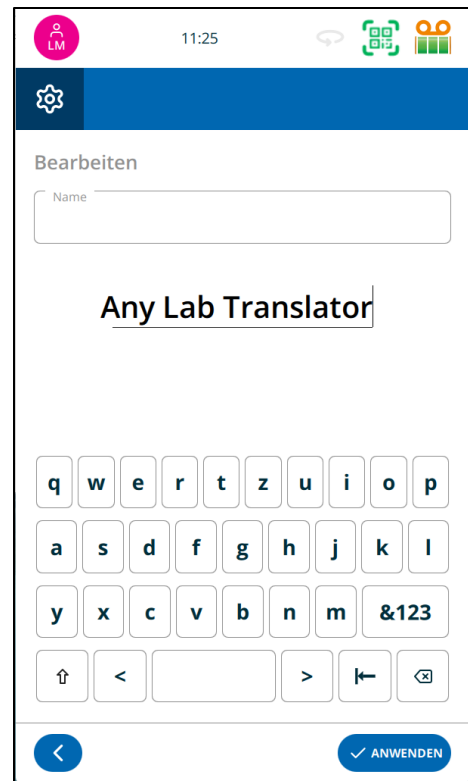 LM
11:25
Bearbeiten
Name
Any Lab Translator
q w e r t z u i o p
a s d f g h j k l
y x c v b n m &123
< >
ANWENDEN